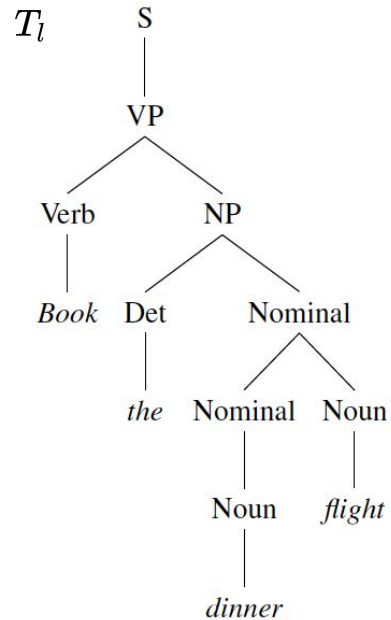 T_l S
VP
Verb NP
Book Det Nominal
the Nominal Noun
Noun flight
dinner